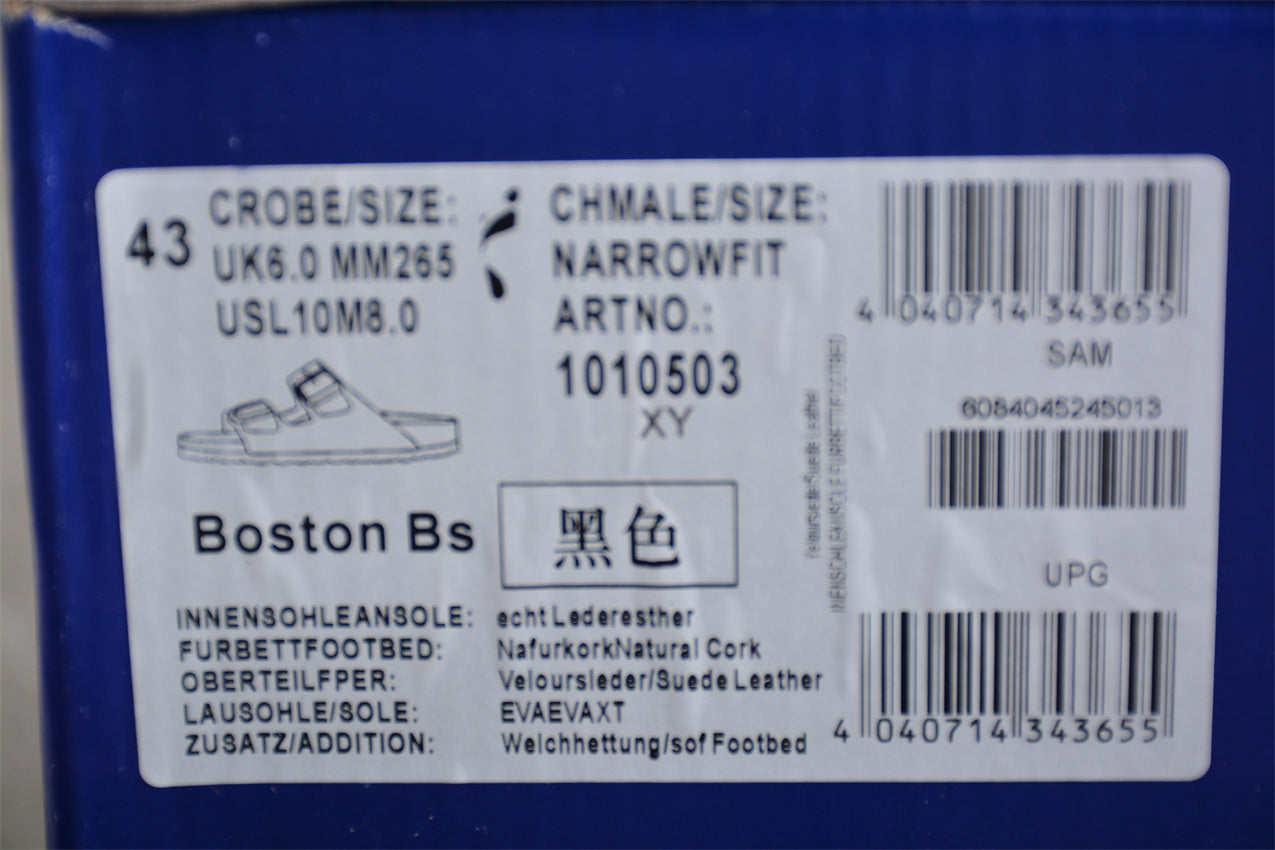 43
CROBE/SIZE:
UK6.0 MM265
USL10M8.0
CHMALE/SIZE:
NARROWFIT
ARTNO.:
1010503
XY
4 040714 343655
SAM
6084045245013
UPG
4 040714 343655
Boston Bs
黑色
INNENSOHLEANSOLE: echt Lederesther
FURBETTFOOTBED: NafurkorkNatural Cork
OBERTEILFPER: Veloursleder/Suede Leather
LAUSOHLE/SOLE: EVAEVAXT
ZUSATZ/ADDITION: Welchhettung/sof Footbed